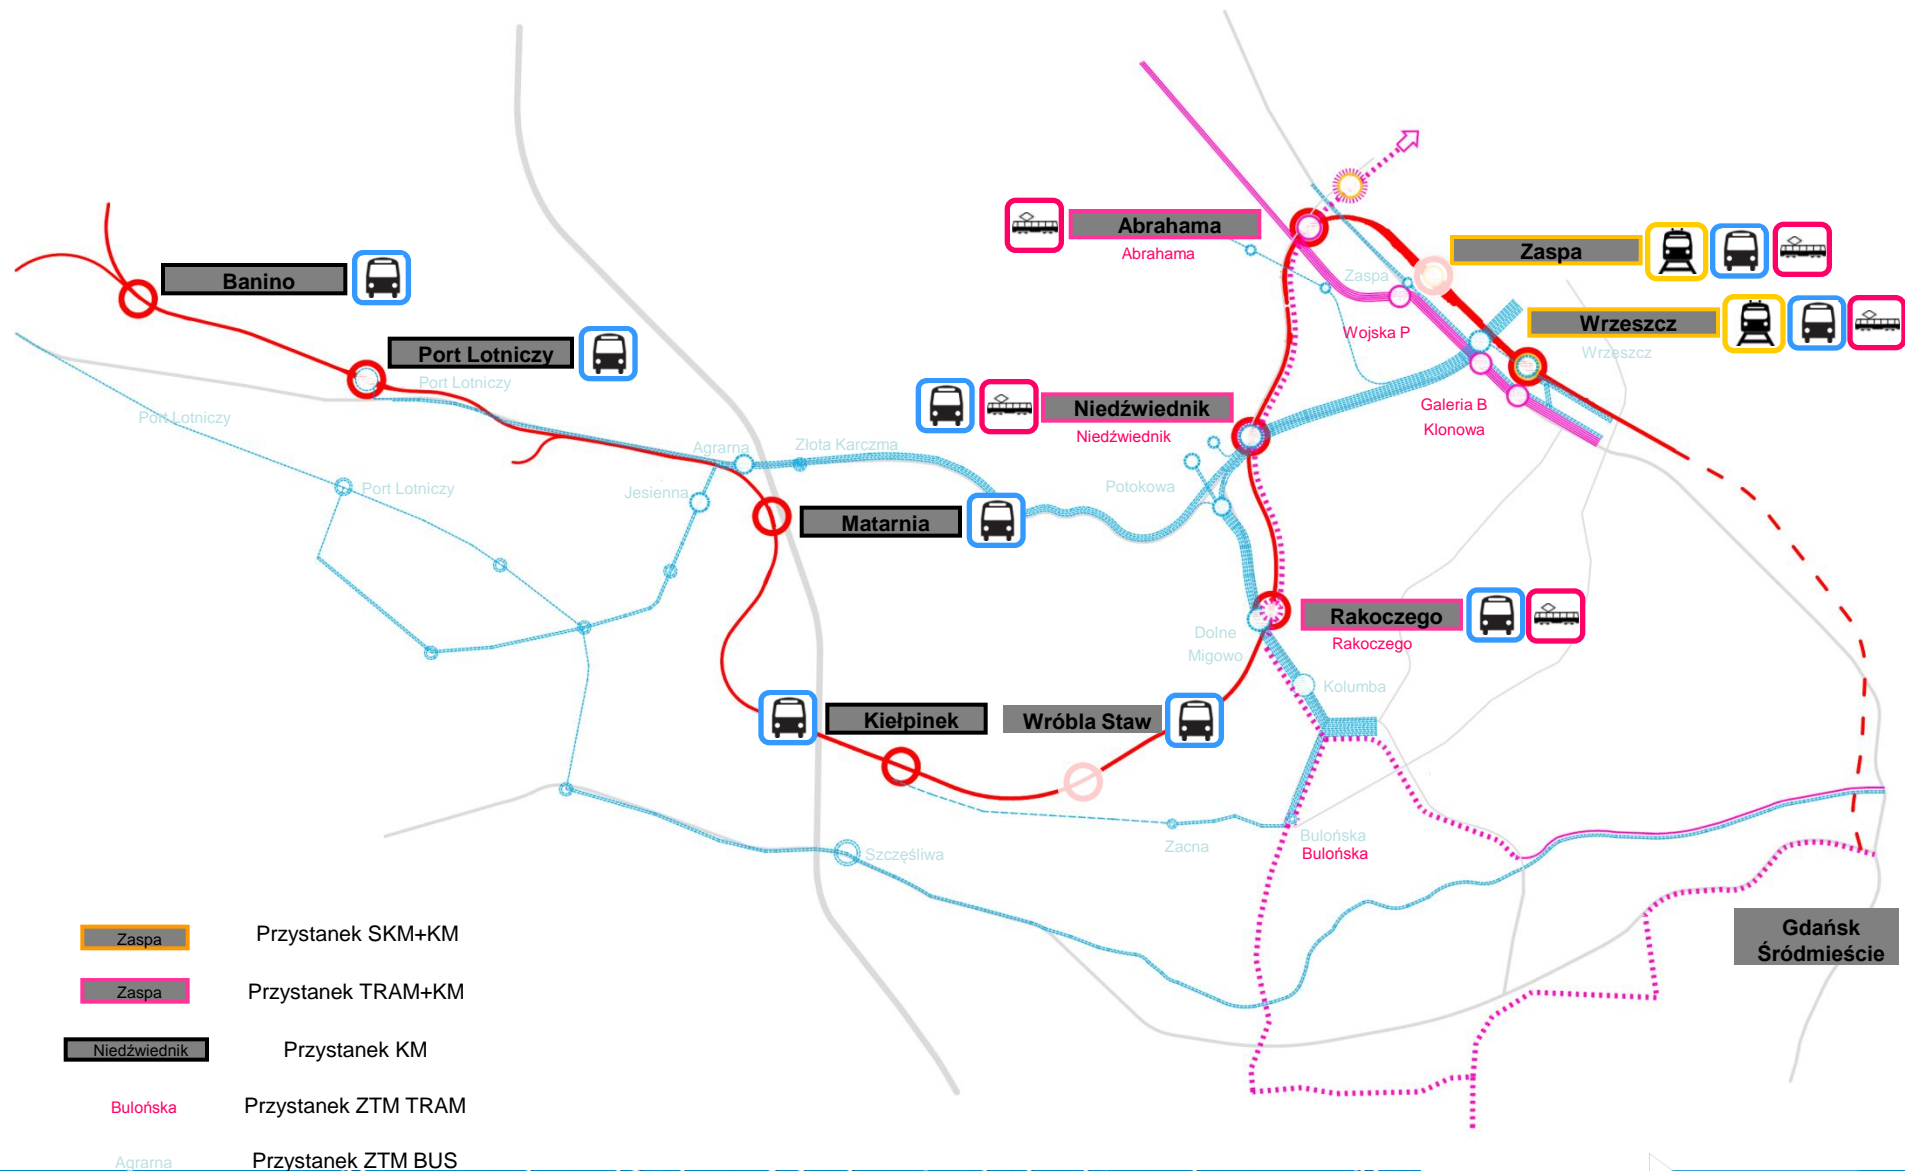 Abrahama
Abrahama
Zaspa
Banino
Zaspa
Wrzeszcz
Wojska P
Wrzeszcz
Port Lotniczy
Port Lotniczy
Port Lotniczy
Niedźwiednik
Niedźwiednik
Galeria B
Klonowa
Agrarna
Złota Karczma
Port Lotniczy
Jesienna
Potokowa
Matarnia
Rakoczego
Rakoczego
Dolne
Migowo
Kolumba
Kiełpinek
Wróbla Staw
Bulońska
Bulońska
Zacna
Szczęśliwa
Gdańsk
Śródmieście
Zaspa
Przystanek SKM+KM
Zaspa
Przystanek TRAM+KM
Niedźwiednik
Przystanek KM
Bulońska
Przystanek ZTM TRAM
Agrarna
Przystanek ZTM BUS